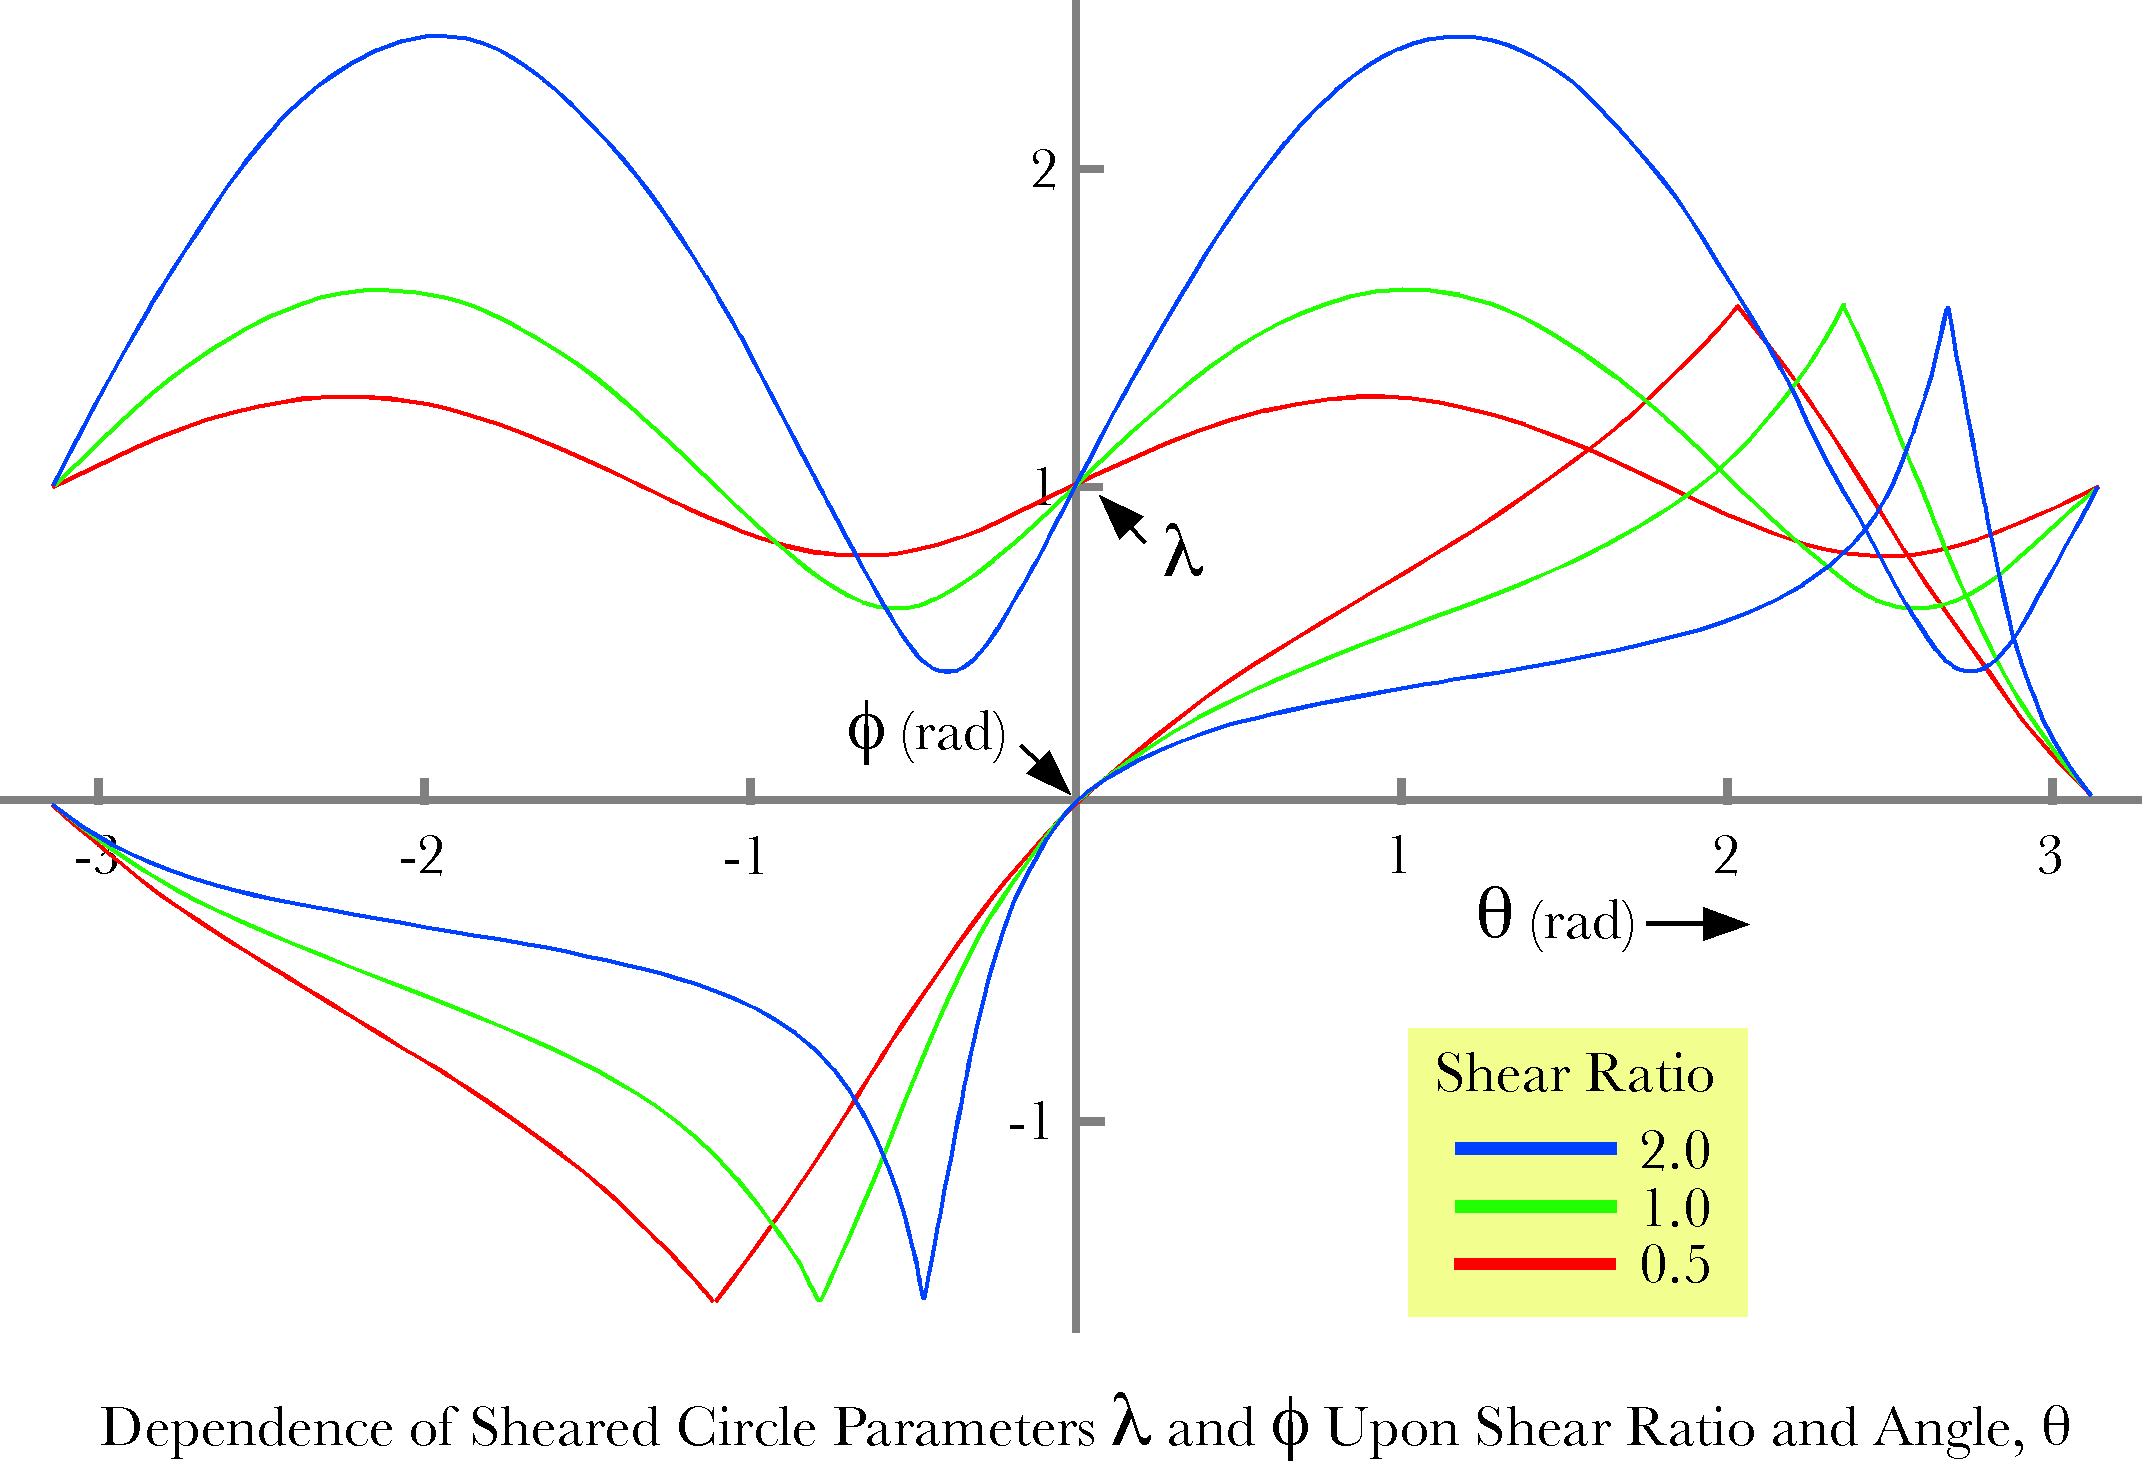 2
1
λ
ϕ (rad)
-3 -2 -1 1 2 3
θ (rad)
-1
Shear Ratio
2.0
1.0
0.5
Dependence of Sheared Circle Parameters λ and ϕ Upon Shear Ratio and Angle, θ